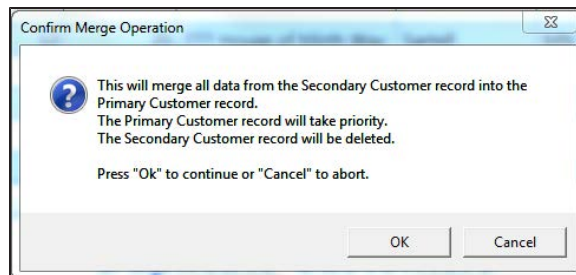 Confirm Merge Operation
This will merge all data from the Secondary Customer record into the
Primary Customer record.
The Primary Customer record will take priority.
The Secondary Customer record will be deleted.
Press "Ok" to continue or "Cancel" to abort.
OK
Cancel